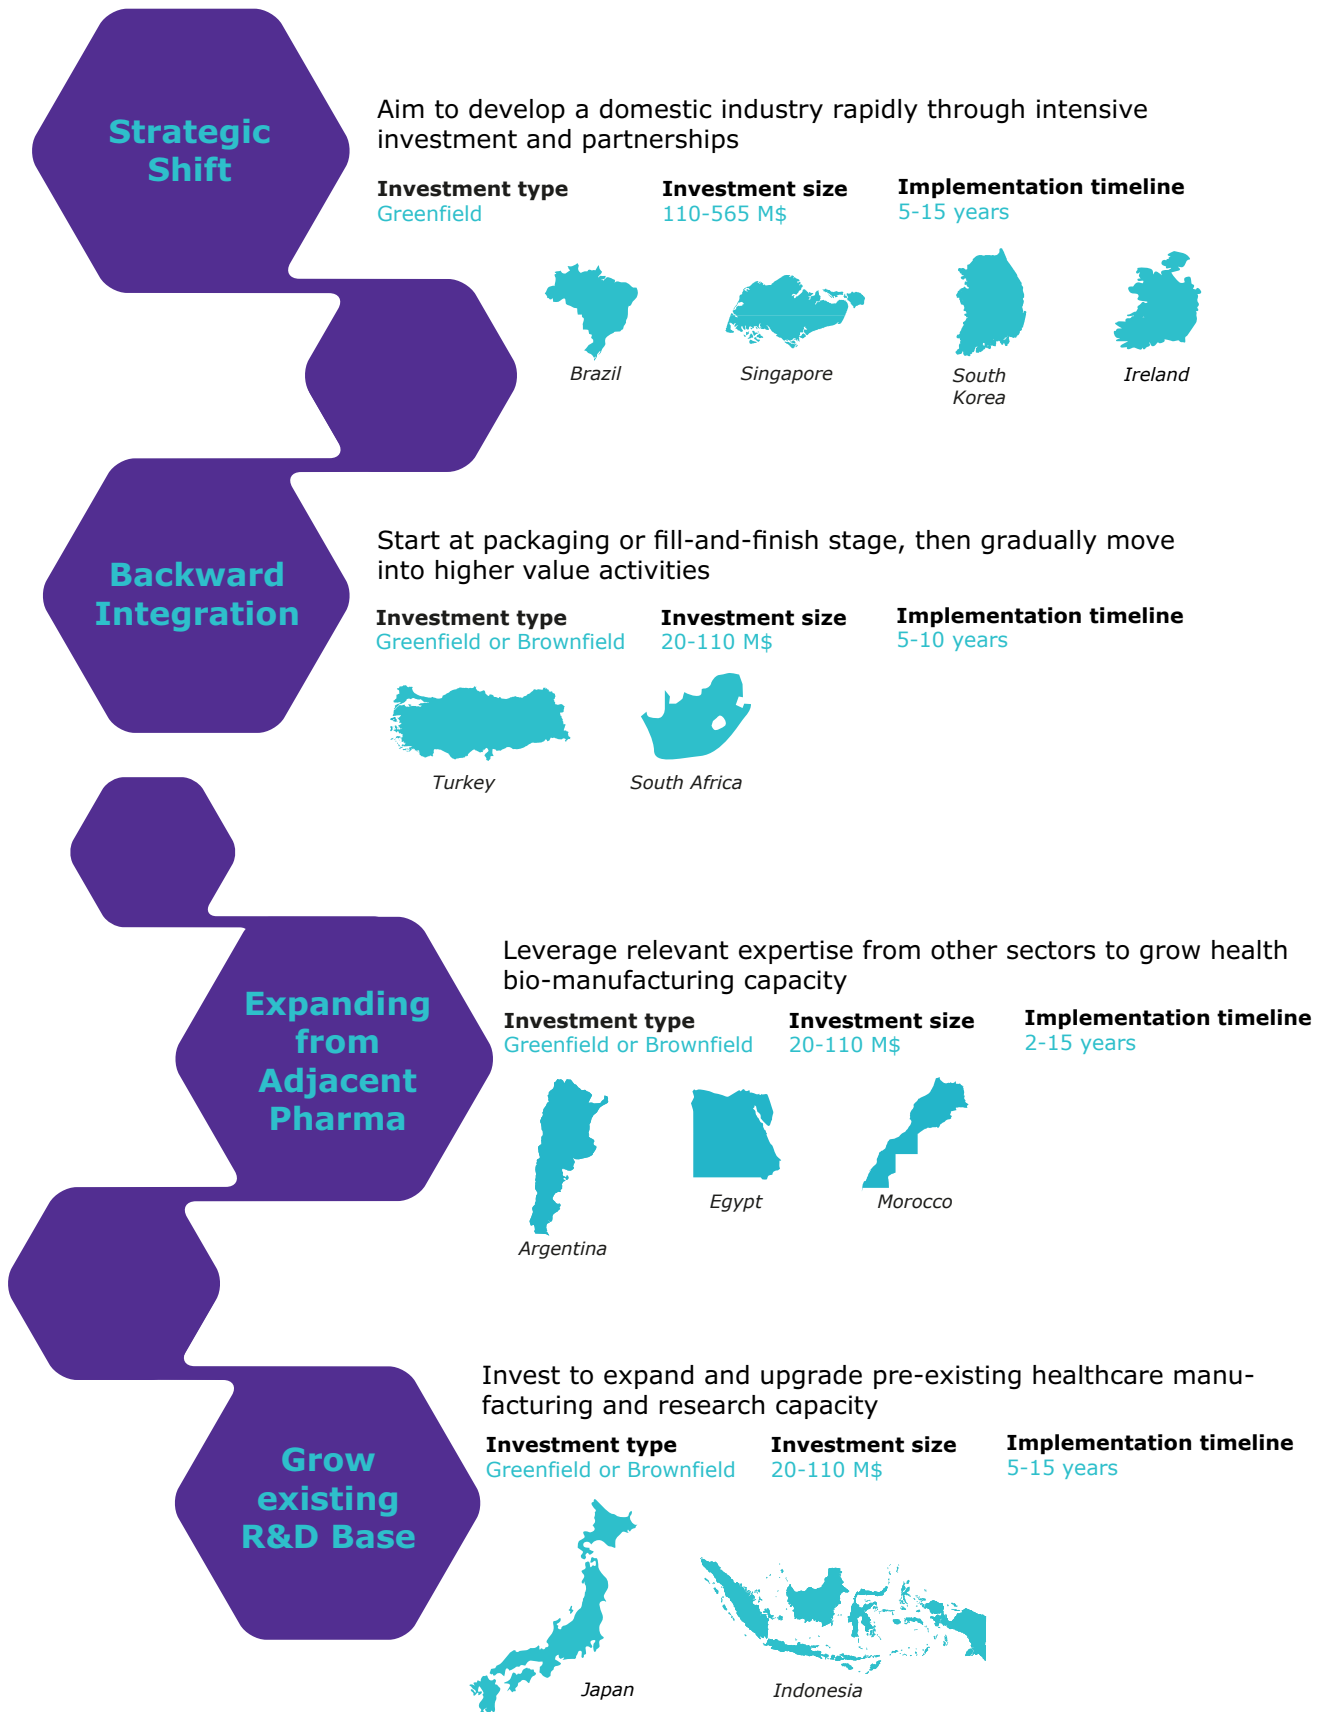 Strategic
Shift
Aim to develop a domestic industry rapidly through intensive
investment and partnerships
Investment type
Greenfield
Investment size
110-565 M$
Implementation timeline
5-15 years
Brazil
Singapore
South
Korea
Ireland
Backward
Integration
Start at packaging or fill-and-finish stage, then gradually move
into higher value activities
Investment type
Greenfield or Brownfield
Investment size
20-110 M$
Implementation timeline
5-10 years
Turkey
South Africa
Expanding
from
Adjacent
Pharma
Leverage relevant expertise from other sectors to grow health
bio-manufacturing capacity
Investment type
Greenfield or Brownfield
Investment size
20-110 M$
Implementation timeline
2-15 years
Argentina
Egypt
Morocco
Grow
existing
R&D Base
Invest to expand and upgrade pre-existing healthcare manu-
facturing and research capacity
Investment type
Greenfield or Brownfield
Investment size
20-110 M$
Implementation timeline
5-15 years
Japan
Indonesia